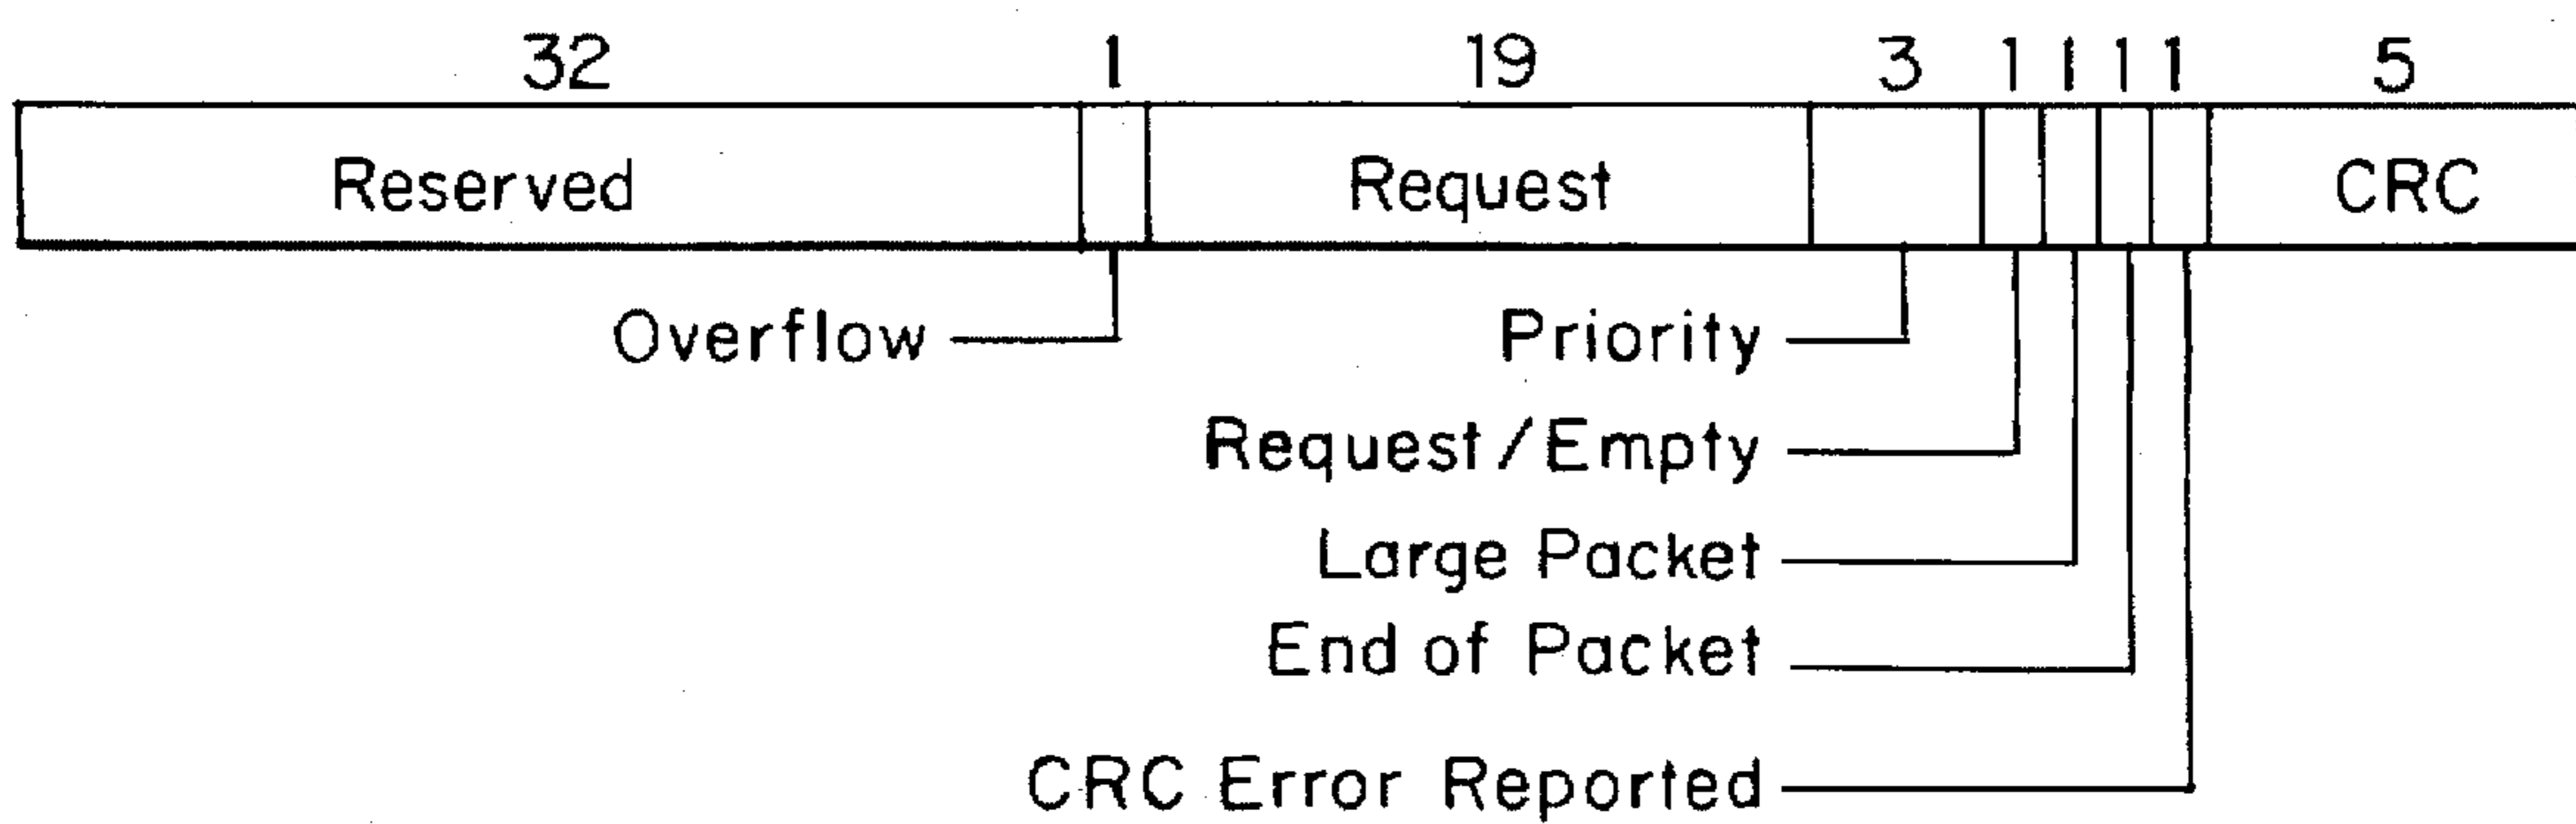 32 1 19 3 1 1 1 1 5
Reserved Request CRC
Overflow Priority
Request/Empty
Large Packet
End of Packet
CRC Error Reported